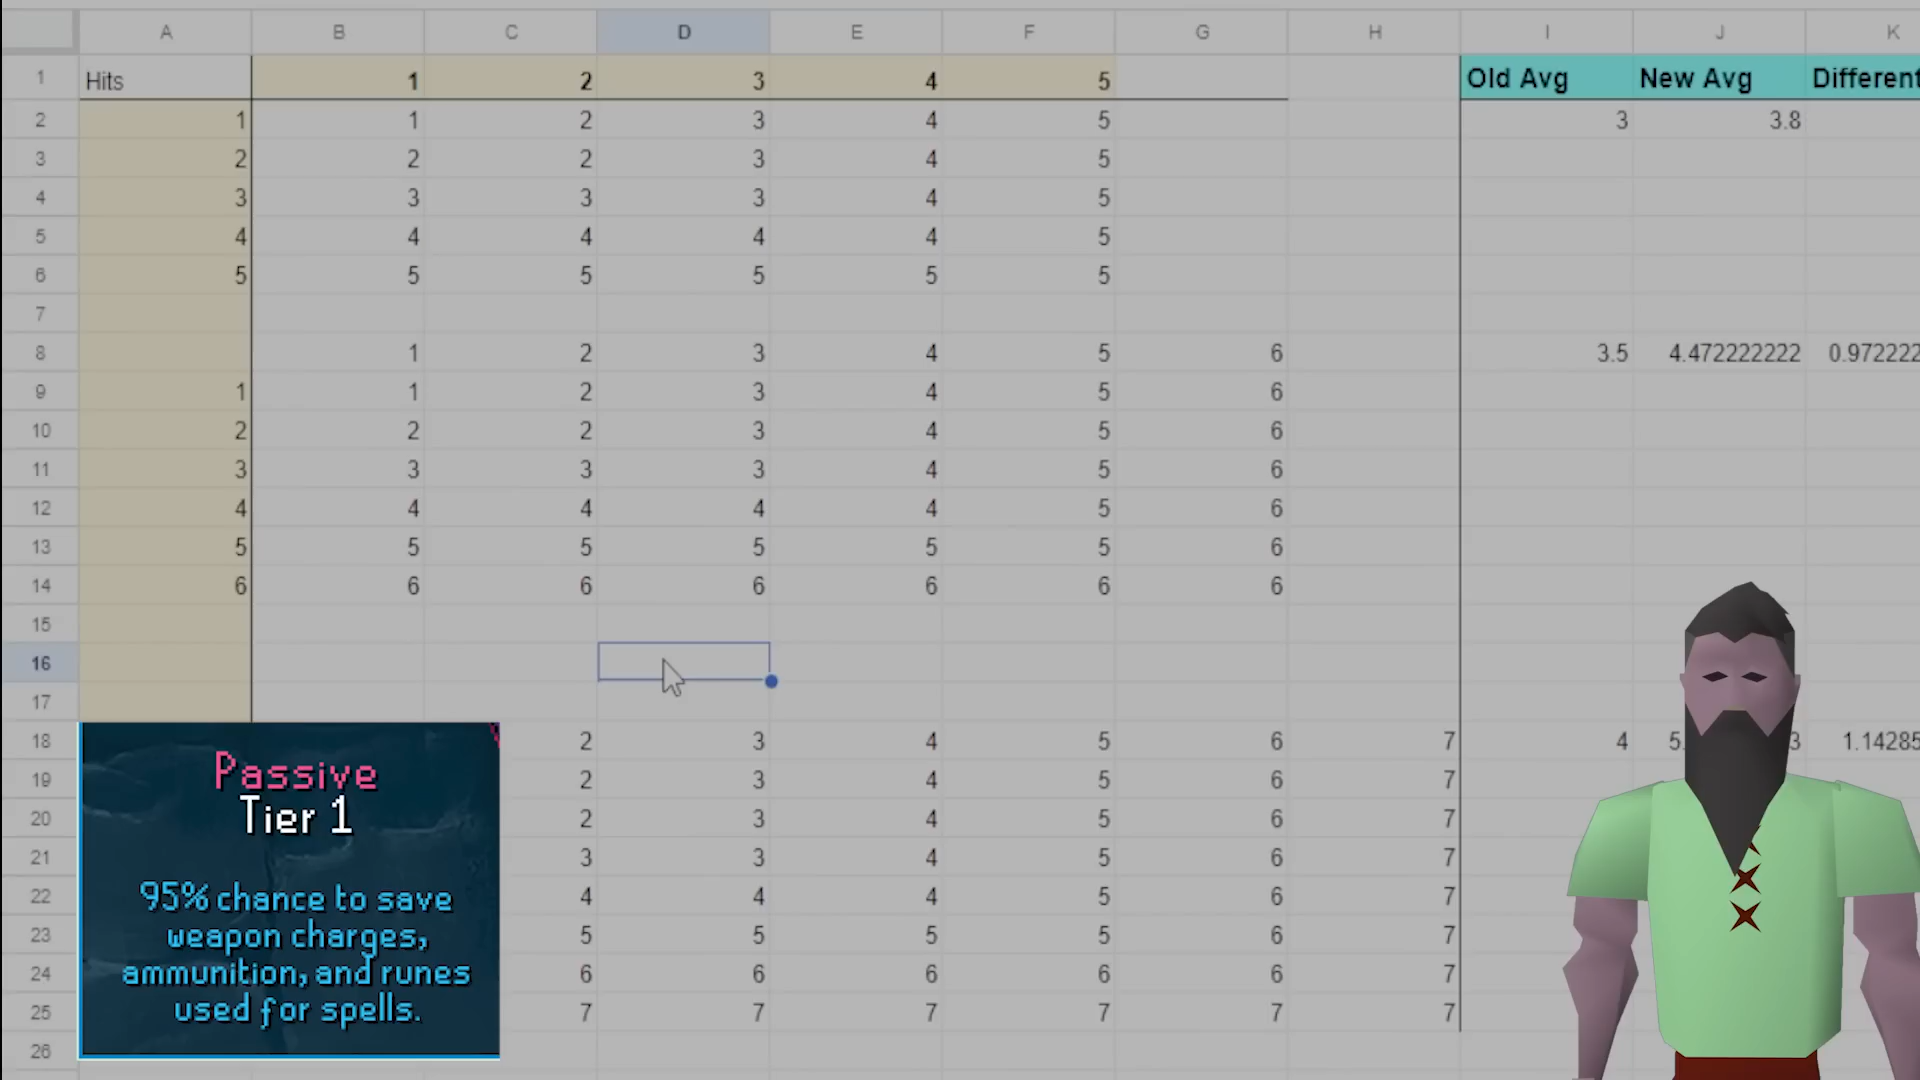 A B C D E F G H I J K
1 Hits 1 2 3 4 5 Old Avg New Avg Different
2 1 1 2 3 4 5 3 3.8
3 2 2 2 3 4 5
4 3 3 3 3 4 5
5 4 4 4 4 4 5
6 5 5 5 5 5 5
7
8 1 2 3 4 5 6 3.5 4.472222222 0.972222
9 1 1 2 3 4 5 6
10 2 2 2 3 4 5 6
11 3 3 3 3 4 5 6
12 4 4 4 4 4 5 6
13 5 5 5 5 5 5 6
14 6 6 6 6 6 6 6
15
16
17
18 2 3 4 5 6 7 4 5. 3 1.14285
19 2 3 4 5 6 7
20 2 3 4 5 6 7
21 3 3 4 5 6 7
22 4 4 4 5 6 7
23 5 5 5 5 6 7
24 6 6 6 6 6 7
25 7 7 7 7 7 7
26
Passive
Tier 1
95% chance to save
weapon charges,
ammunition, and runes
used for spells.